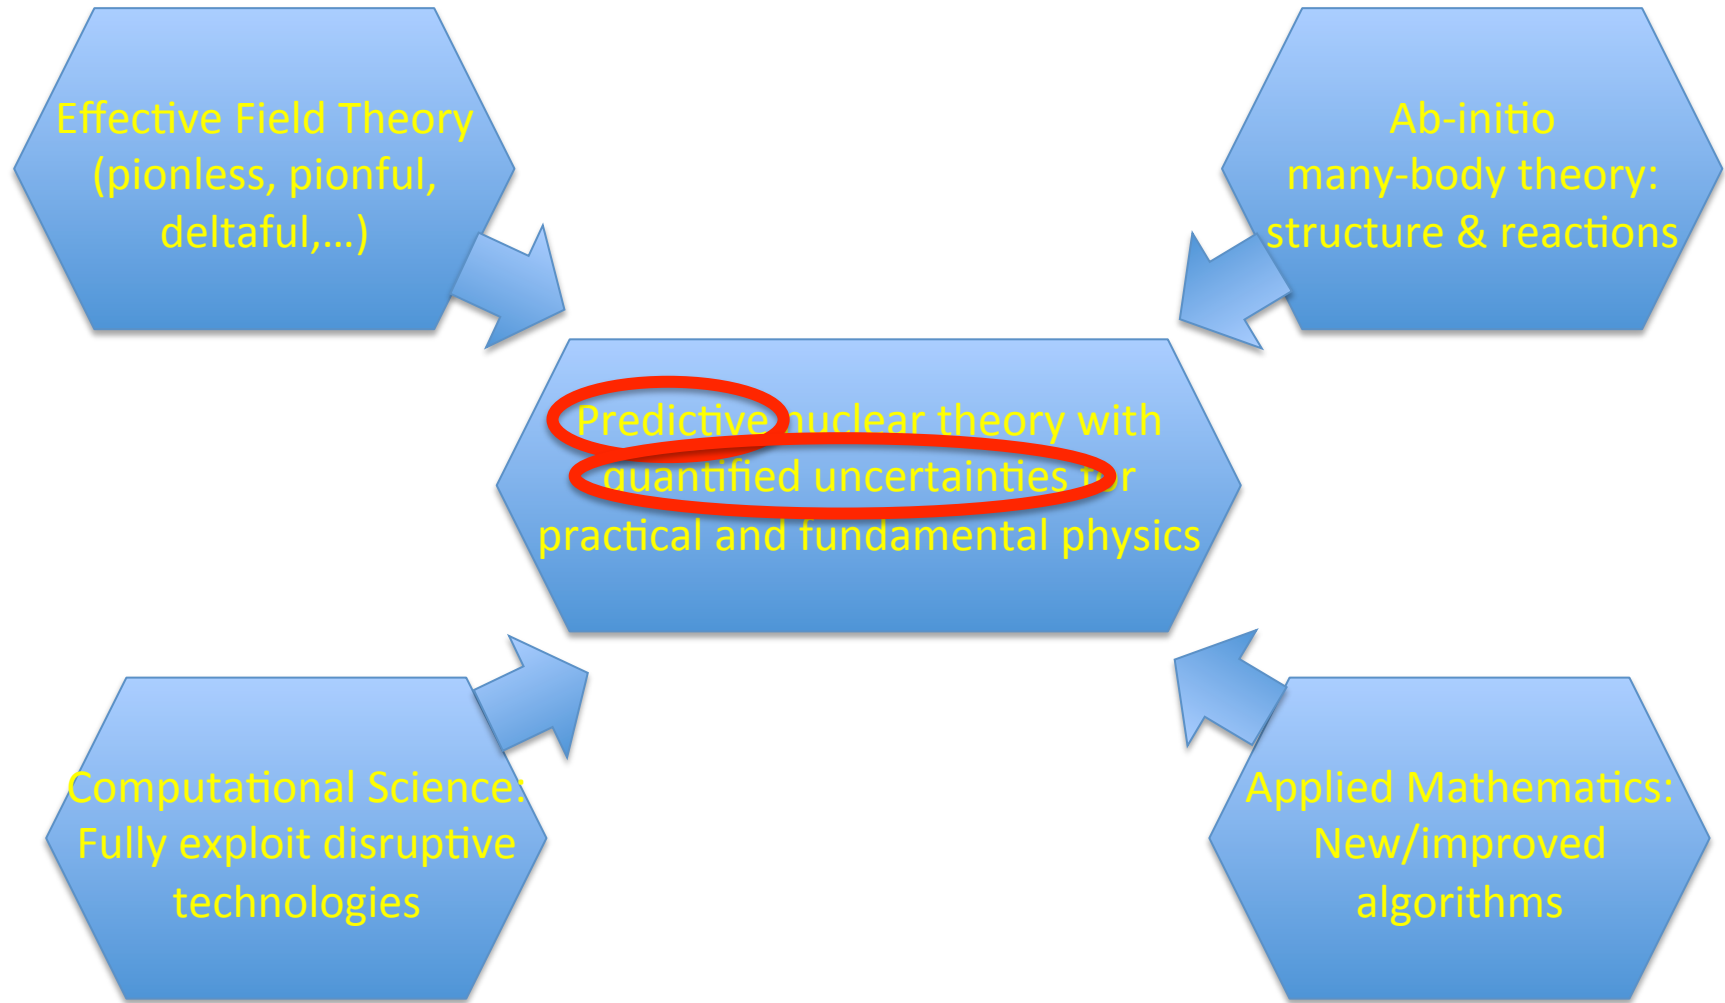 Effective Field Theory
(pionless, pionful,
deltaful,...)
Ab-initio
many-body theory:
structure & reactions
Predictive nuclear theory with
quantified uncertainties for
practical and fundamental physics
Computational Science:
Fully exploit disruptive
technologies
Applied Mathematics:
New/improved
algorithms